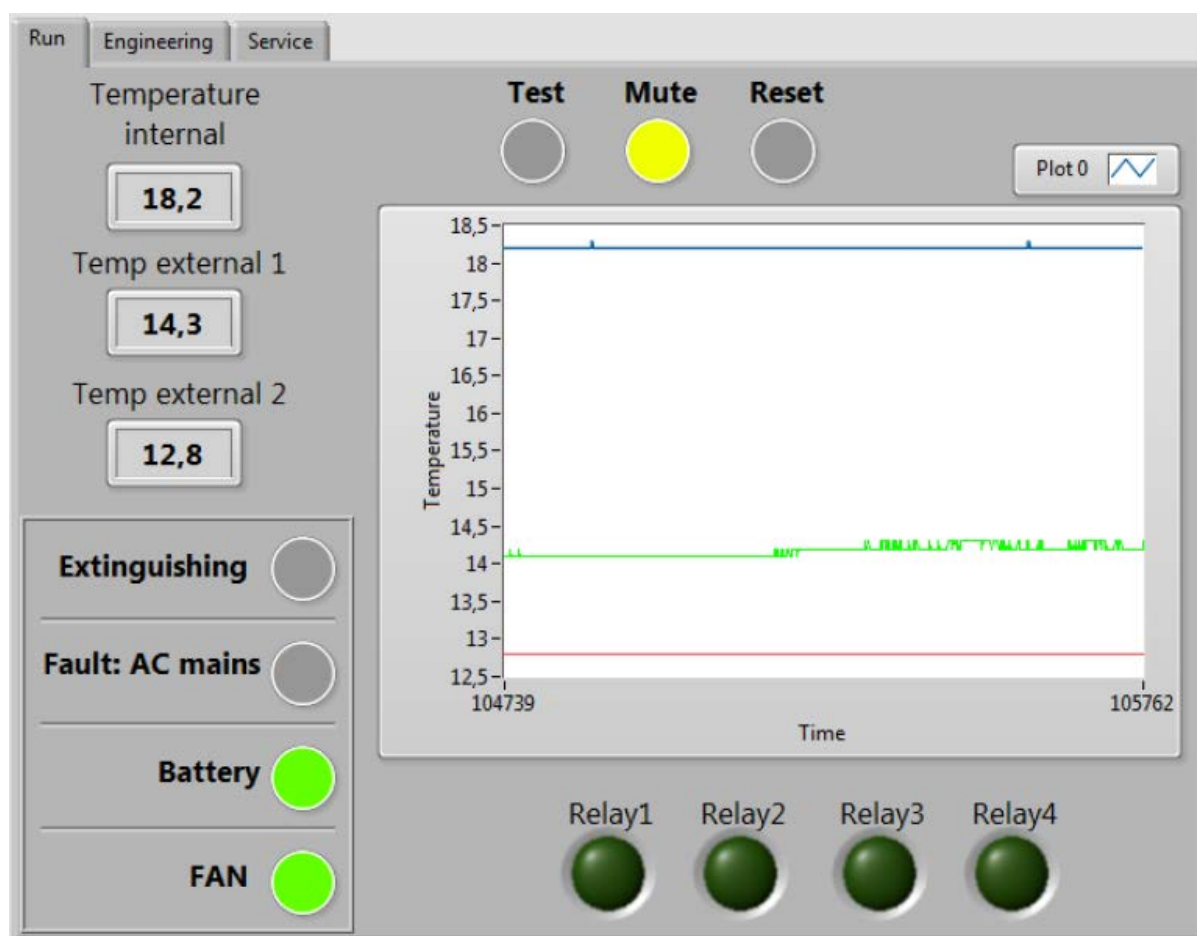 Run Engineering Service
Temperature
internal
18,2
Temp external 1
14,3
Temp external 2
12,8
Extinguishing
Fault: AC mains
Battery
FAN
Test Mute Reset
Plot 0
Temperature
18,5
18
17,5
17
16,5
16
15,5
15
14,5
14
13,5
13
12,5
104739 105762
Time
Relay1 Relay2 Relay3 Relay4